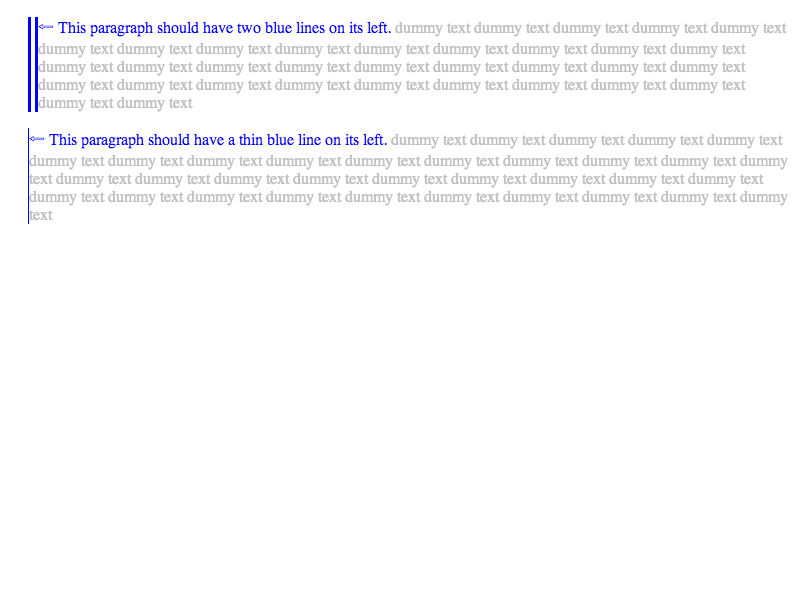 ⇐ This paragraph should have two blue lines on its left. dummy text dummy text dummy text dummy text dummy text
dummy text dummy text dummy text dummy text dummy text dummy text dummy text dummy text dummy text
dummy text dummy text dummy text dummy text dummy text dummy text dummy text dummy text dummy text
dummy text dummy text dummy text dummy text dummy text dummy text dummy text dummy text dummy text
dummy text dummy text
⇐ This paragraph should have a thin blue line on its left. dummy text dummy text dummy text dummy text dummy text
dummy text dummy text dummy text dummy text dummy text dummy text dummy text dummy text dummy text dummy
text dummy text dummy text dummy text dummy text dummy text dummy text dummy text dummy text dummy text
dummy text dummy text dummy text dummy text dummy text dummy text dummy text dummy text dummy text dummy
text